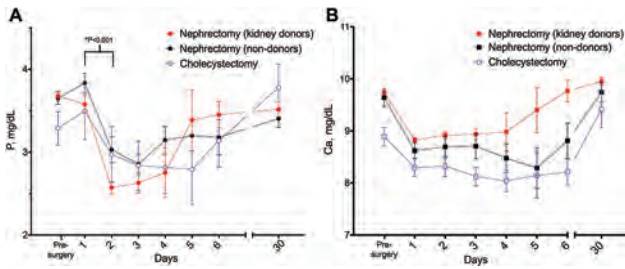 A
*P<0.001
Nephrectomy (kidney donors)
Nephrectomy (non-donors)
Cholecystectomy
P, mg/dL
4
3
2
Pre-
surgery
1
2
3
4
5
6
30
Days
B
Nephrectomy (kidney donors)
Nephrectomy (non-donors)
Cholecystectomy
Ca, mg/dL
10
9
8
7
Pre-
surgery
1
2
3
4
5
6
30
Days